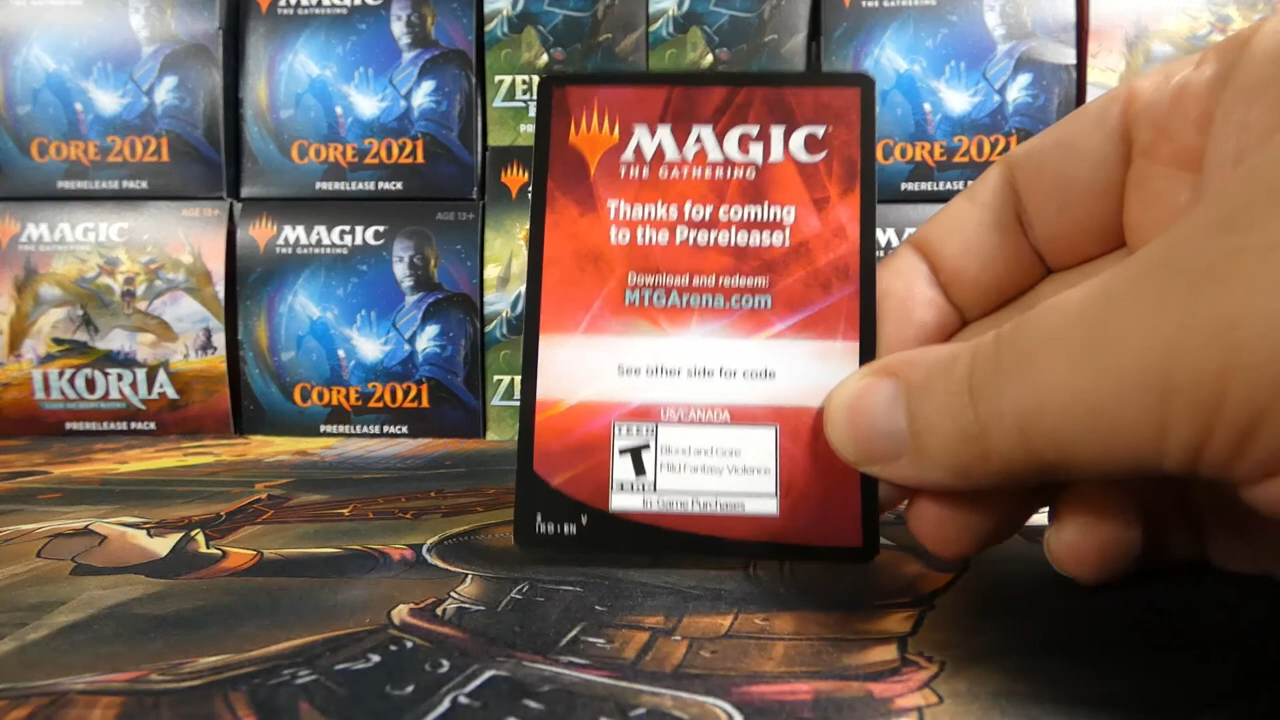 CORE 2021
PRERELEASE PACK
CORE 2021
PRERELEASE PACK
ZEN
CORE 2021
PRERELEASE PACK
AGE 13+
MAGIC
THE GATHERING
IKORIA
PRERELEASE PACK
AGE 13+
MAGIC
THE GATHERING
CORE 2021
PRERELEASE PACK
MAGIC
THE GATHERING
Thanks for coming
to the Prerelease!
Download and redeem:
MTGArena.com
See other side for code
US/CANADA
TEEN
T
Blood and Gore
Mild Fantasy Violence
In-Game Purchases